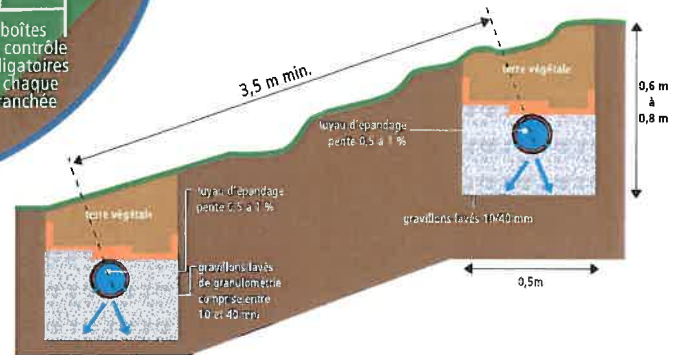 boîtes
contrôle
ligatoires
chaque
ranchée
3,5 m min.
terre végétale
0,6 m
à
0,8 m
tuyau d'épandage
pente 0,5 à 1 %
gravillons lavés 10/40 mm
0,5m
terre végétale
tuyau d'épandage
pente 0,5 à 1 %
gravillons lavés
de granulométrie
comprise entre
10 et 40 mm